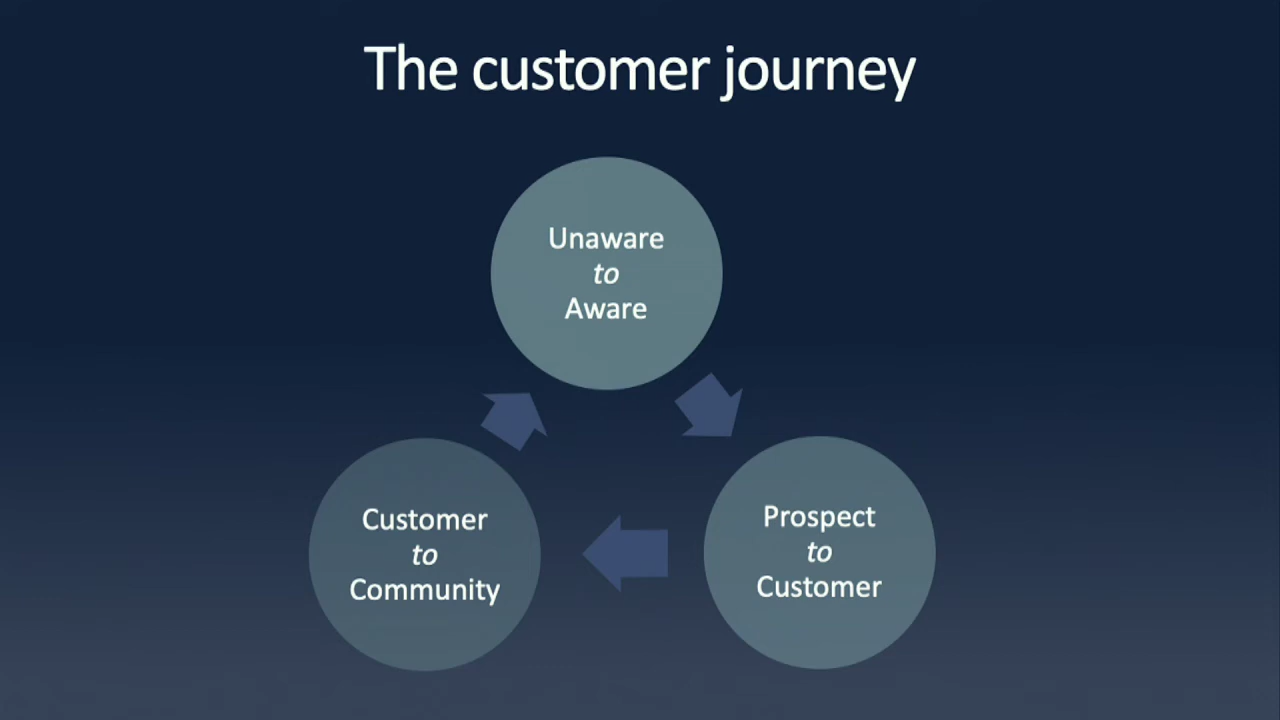 The customer journey
Unaware
to
Aware
Prospect
to
Customer
Customer
to
Community